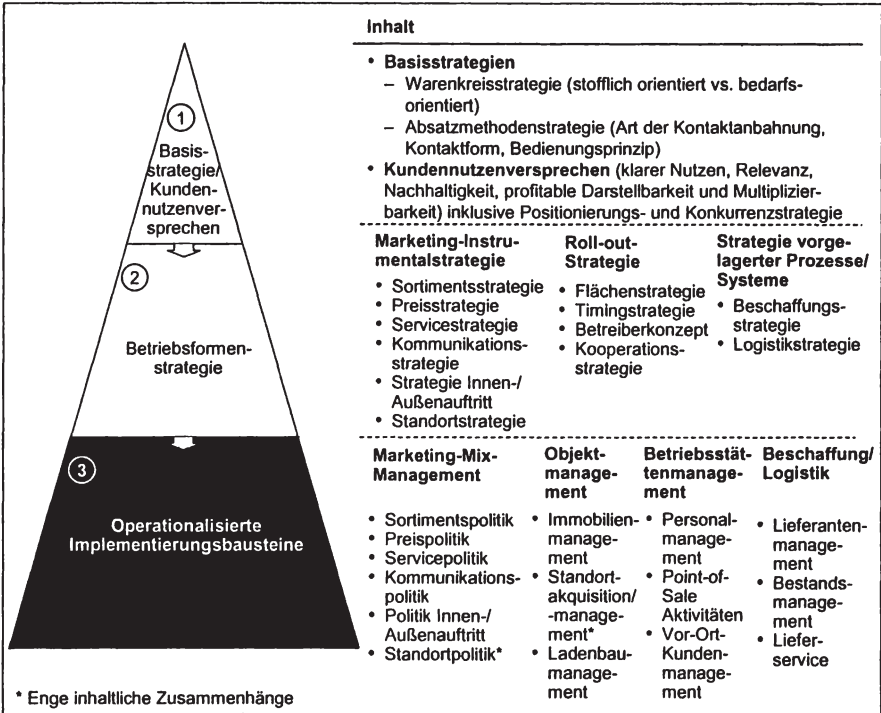 Inhalt
• Basisstrategien
– Warenkreisstrategie (stofflich orientiert vs. bedarfs-
orientiert)
– Absatzmethodenstrategie (Art der Kontaktanbahnung,
Kontaktform, Bedienungsprinzip)
• Kundennutzenversprechen (klarer Nutzen, Relevanz,
Nachhaltigkeit, profitable Darstellbarkeit und Multiplizier-
barkeit) inklusive Positionierungs- und Konkurrenzstrategie
1
Basis-
strategie/
Kunden-
nutzenver-
sprechen
2
Betriebsformen-
strategie
Marketing-Instru-
mentalstrategie
• Sortimentsstrategie
• Preisstrategie
• Servicestrategie
• Kommunikations-
strategie
• Strategie Innen-/
Außenauftritt
• Standortstrategie
Roll-out-
Strategie
• Flächenstrategie
• Timingstrategie
• Betreiberkonzept
• Kooperations-
strategie
Strategie vorge-
lagerter Prozesse/
Systeme
• Beschaffungs-
strategie
• Logistikstrategie
3
Operationalisierte
Implementierungsbausteine
Marketing-Mix-
Management
• Sortimentspolitik
• Preispolitik
• Servicepolitik
• Kommunikations-
politik
• Politik Innen-/
Außenauftritt
• Standortpolitik*
Objekt-
manage-
ment
• Immobilien-
manage-
ment
• Standort-
akquisition/
-manage-
ment*
• Ladenbau-
manage-
ment
Betriebsstät-
tenmanage-
ment
• Personal-
manage-
ment
• Point-of-
Sale
Aktivitäten
• Vor-Ort-
Kunden-
manage-
ment
Beschaffung/
Logistik
• Lieferanten-
manage-
ment
• Bestands-
manage-
ment
• Liefer-
service
* Enge inhaltliche Zusammenhänge